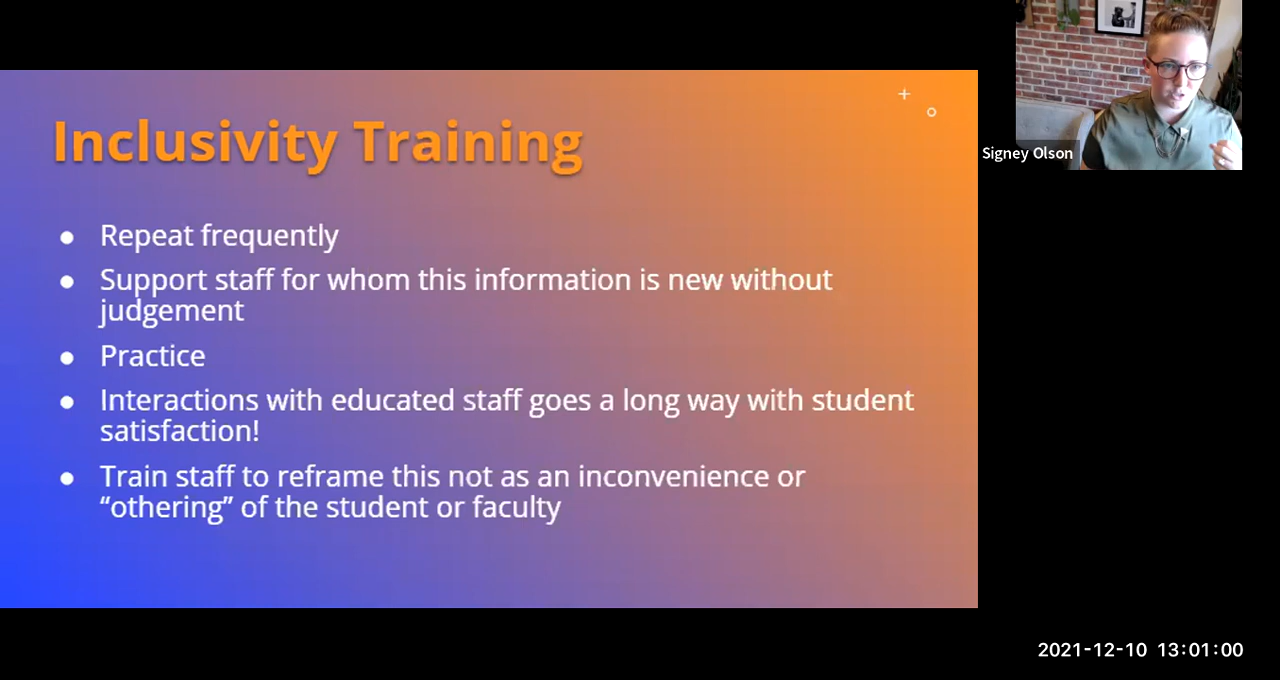 Inclusivity Training
● Repeat frequently
● Support staff for whom this information is new without
judgement
● Practice
● Interactions with educated staff goes a long way with student
satisfaction!
● Train staff to reframe this not as an inconvenience or
“othering” of the student or faculty
Signey Olson
2021-12-10 13:01:00